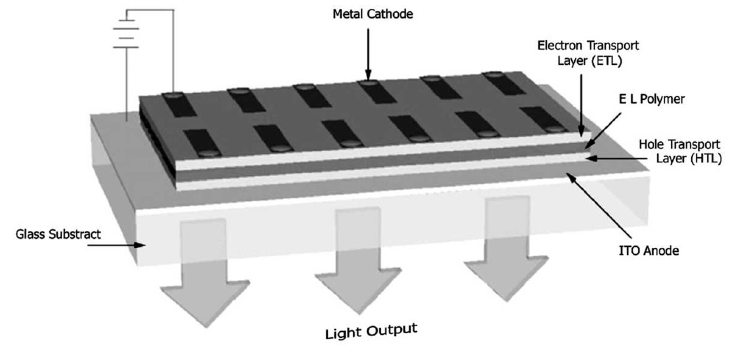 Metal Cathode
Electron Transport
Layer (ETL)
E L Polymer
Hole Transport
Layer (HTL)
Glass Substract
ITO Anode
Light Output